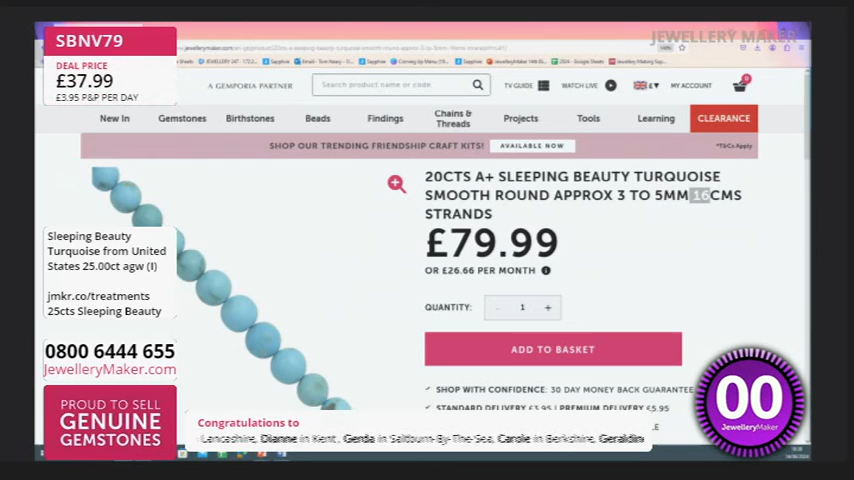 SBNV79
DEAL PRICE
£37.99
£3.95 P&P PER DAY
JEWELLERY MAKER
A GEMPORIA PARTNER
Search product name or code.
TV GUIDE
WATCH LIVE
£
MY ACCOUNT
0
New In
Gemstones
Birthstones
Beads
Findings
Chains &
Threads
Projects
Tools
Learning
CLEARANCE
SHOP OUR TRENDING FRIENDSHIP CRAFT KITS!
AVAILABLE NOW
*T&Cs Apply
20CTS A+ SLEEPING BEAUTY TURQUOISE
SMOOTH ROUND APPROX 3 TO 5MM 16CMS
STRANDS
£79.99
OR £26.66 PER MONTH
QUANTITY:
- 1 +
ADD TO BASKET
SHOP WITH CONFIDENCE: 30 DAY MONEY BACK GUARANTEE
STANDARD DELIVERY £3.95 | PREMIUM DELIVERY £5.95
Sleeping Beauty
Turquoise from United
States 25.00ct agw (I)
jmkr.co/treatments
25cts Sleeping Beauty
0800 6444 655
JewelleryMaker.com
PROUD TO SELL
GENUINE
GEMSTONES
Congratulations to
Lancashire, Dianne in Kent, Gerda in Saltburn-By-The-Sea, Carole in Berkshire, Geraldin
00
JewelleryMaker